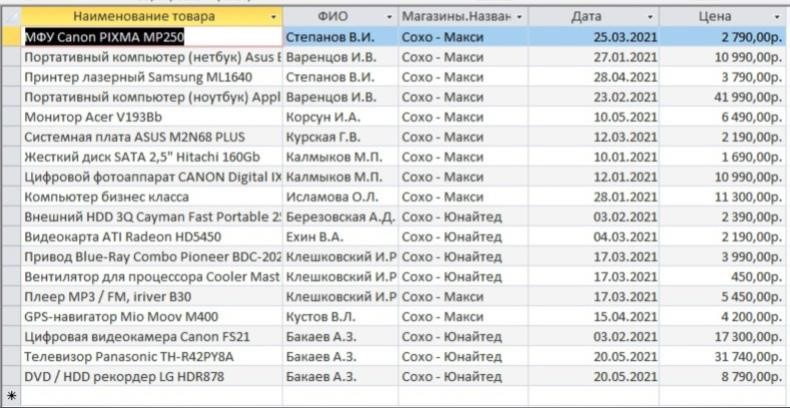 Наименование товара ФИО Магазины.Назван Дата Цена
МФУ Canon PIXMA MP250 Степанов В.И. Сохо - Макси 25.03.2021 2 790,00р.
Портативный компьютер (нетбук) Asus E Варенцов И.В. Сохо - Макси 27.01.2021 10 990,00р.
Принтер лазерный Samsung ML1640 Степанов В.И. Сохо - Макси 28.04.2021 3 790,00р.
Портативный компьютер (ноутбук) Appl Варенцов И.В. Сохо - Макси 23.02.2021 41 990,00р.
Монитор Acer V193Bb Корсун И.А. Сохо - Макси 10.05.2021 6 490,00р.
Системная плата ASUS M2N68 PLUS Курская Г.В. Сохо - Макси 12.03.2021 2 190,00р.
Жесткий диск SATA 2,5" Hitachi 160Gb Калмыков М.П. Сохо - Макси 10.01.2021 1 690,00р.
Цифровой фотоаппарат CANON Digital IX Калмыков М.П. Сохо - Макси 12.01.2021 10 990,00р.
Компьютер бизнес класса Исламова О.Л. Сохо - Макси 28.01.2021 11 300,00р.
Внешний HDD 3Q Cayman Fast Portable 2 Березовская А.Д. Сохо - Юнайтед 03.02.2021 2 390,00р.
Видеокарта ATI Radeon HD5450 Ехин В.А. Сохо - Юнайтед 04.03.2021 2 190,00р.
Привод Blue-Ray Combo Pioneer BDC-202 Клешковский И.Р Сохо - Юнайтед 17.03.2021 3 990,00р.
Вентилятор для процессора Cooler Mast Клешковский И.Р Сохо - Юнайтед 17.03.2021 450,00р.
Плеер MP3 / FM, iriver B30 Клешковский И.Р Сохо - Макси 17.03.2021 5 450,00р.
GPS-навигатор Mio Moov M400 Кустов В.Л. Сохо - Макси 15.04.2021 4 200,00р.
Цифровая видеокамера Canon FS21 Бакаев А.З. Сохо - Юнайтед 03.02.2021 17 300,00р.
Телевизор Panasonic TH-R42PY8A Бакаев А.З. Сохо - Юнайтед 20.05.2021 31 740,00р.
DVD / HDD рекордер LG HDR878 Бакаев А.З. Сохо - Юнайтед 20.05.2021 8 790,00р.